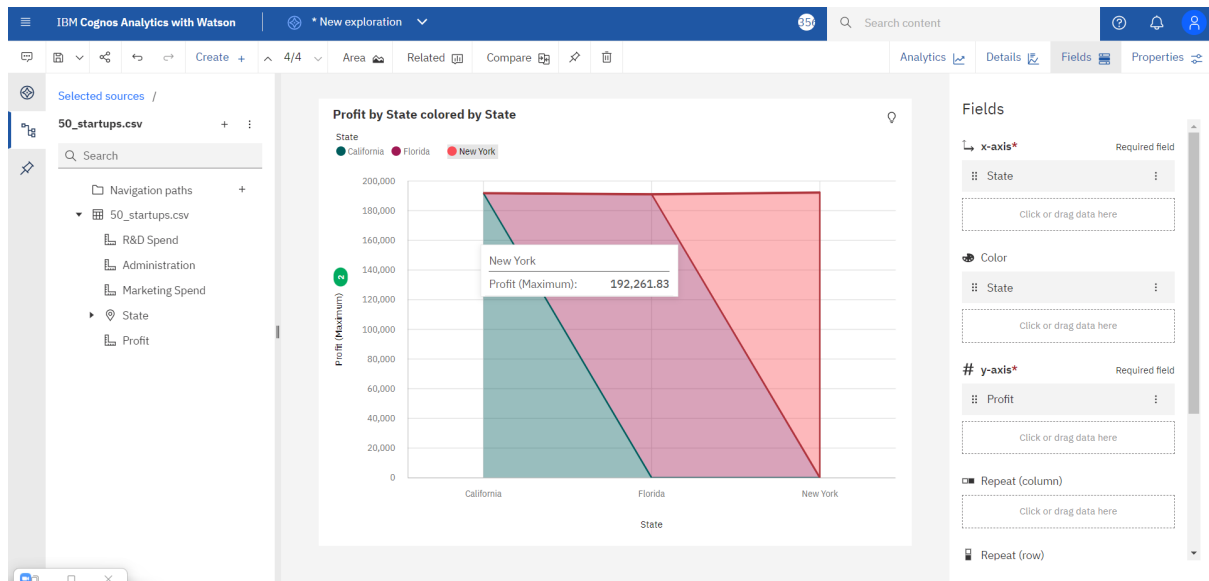 IBM Cognos Analytics with Watson
* New exploration
Search content
Create +
4/4
Area
Related
Compare
Analytics
Details
Fields
Properties
Selected sources /
50_startups.csv
Search
Navigation paths
50_startups.csv
R&D Spend
Administration
Marketing Spend
State
Profit
Profit by State colored by State
State
California
Florida
New York
200,000
180,000
160,000
140,000
120,000
100,000
80,000
60,000
40,000
20,000
0
Profit (Maximum)
2
New York
Profit (Maximum): 192,261.83
California
Florida
New York
State
Fields
x-axis* Required field
State
Click or drag data here
Color
State
Click or drag data here
# y-axis* Required field
Profit
Click or drag data here
Repeat (column)
Click or drag data here
Repeat (row)